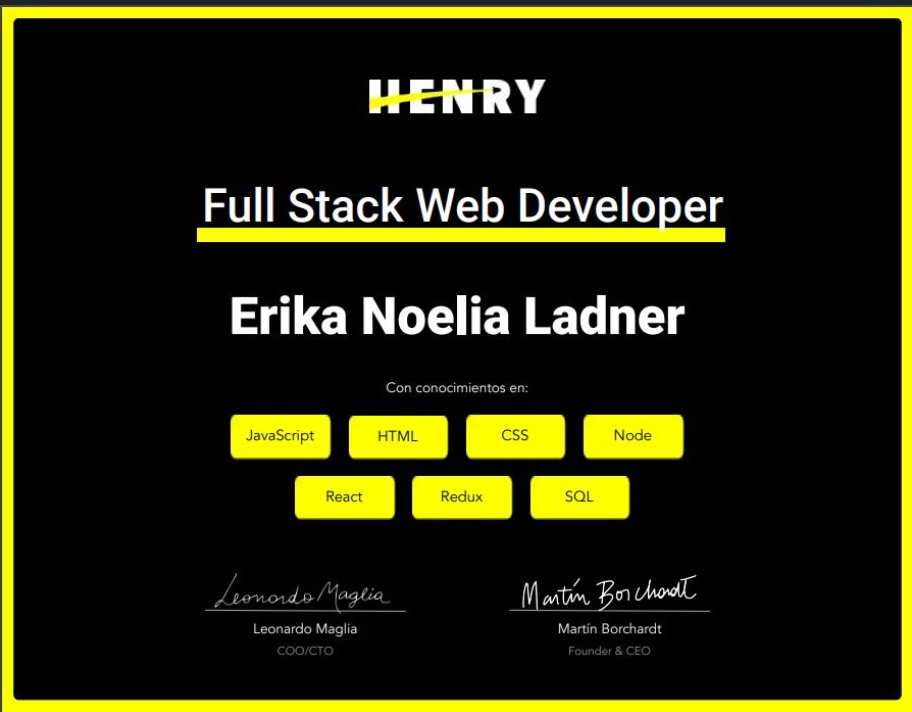 HENRY
Full Stack Web Developer
Erika Noelia Ladner
Con conocimientos en:
JavaScript HTML CSS Node
React Redux SQL
Leonardo Maglia Martín Borchardt
Leonardo Maglia Martín Borchardt
COO/CTO Founder & CEO